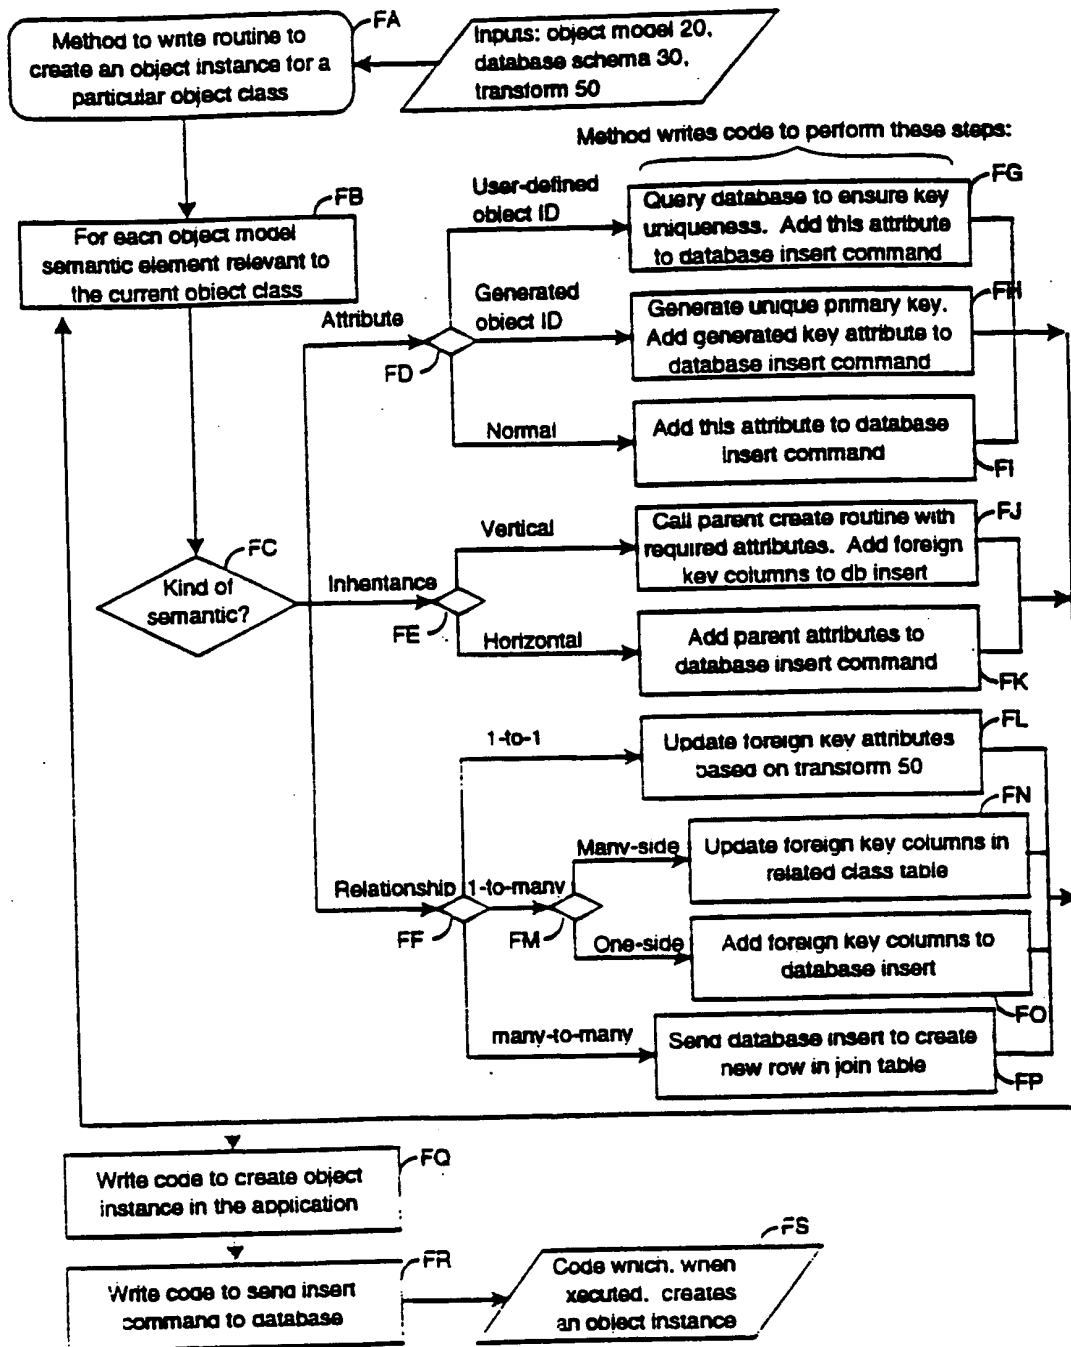 Method to write routine to
create an object instance for a
particular object class
FA
Inputs: object model 20,
database schema 30,
transform 50
Method writes code to perform these steps:
FB
For each object model
semantic element relevant to
the current object class
User-defined
object ID
FG
Query database to ensure key
uniqueness. Add this attribute
to database insert command
Attribute
FD
Generated
object ID
FH
Generate unique primary key.
Add generated key attribute to
database insert command
Normal
Add this attribute to database
insert command
FI
FC
Kind of
semantic?
Inheritance
FE
Vertical
FJ
Call parent create routine with
required attributes. Add foreign
key columns to db insert
Horizontal
Add parent attributes to
database insert command
FK
1-to-1
FL
Update foreign key attributes
based on transform 50
Relationship
FF
1-to-many
FM
Many-side
FN
Update foreign key columns in
related class table
One-side
Add foreign key columns to
database insert
FO
many-to-many
Send database insert to create
new row in join table
FP
Write code to create object
instance in the application
FQ
Write code to send insert
command to database
FR
FS
Code which, when
xecuted, creates
an object instance